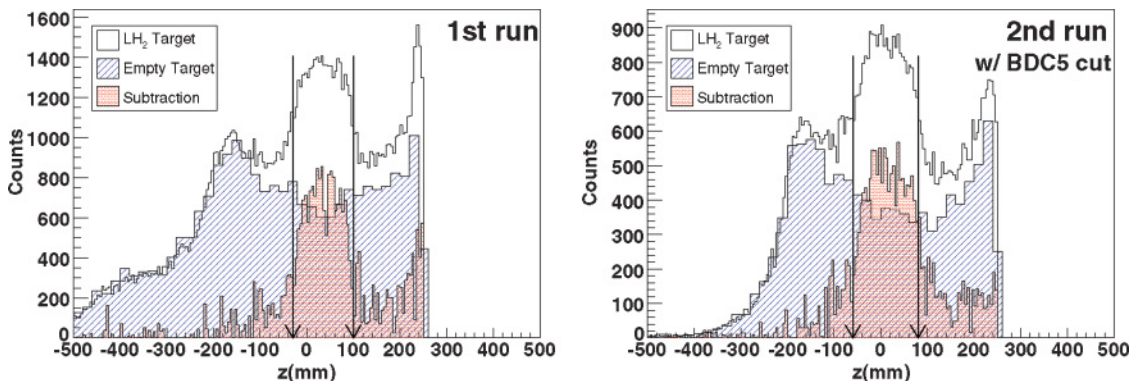 1st run
LH2 Target
Empty Target
Subtraction
Counts
1600
1400
1200
1000
800
600
400
200
0
-500 -400 -300 -200 -100 0 100 200 300 400 500
z(mm)
2nd run
w/ BDC5 cut
LH2 Target
Empty Target
Subtraction
Counts
900
800
700
600
500
400
300
200
100
0
-500 -400 -300 -200 -100 0 100 200 300 400 500
z(mm)